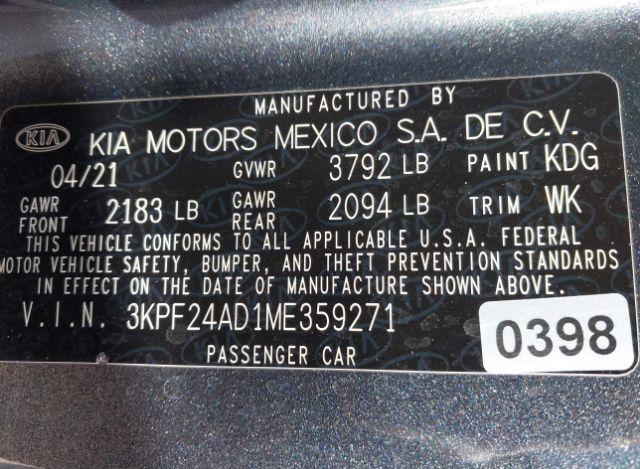 MANUFACTURED BY
KIA KIA MOTORS MEXICO S.A. DE C.V.
04/21 GVWR 3792 LB PAINT KDG
GAWR FRONT 2183 LB GAWR REAR 2094 LB TRIM WK
THIS VEHICLE CONFORMS TO ALL APPLICABLE U.S.A. FEDERAL
MOTOR VEHICLE SAFETY, BUMPER, AND THEFT PREVENTION STANDARDS
IN EFFECT ON THE DATE OF MANUFACTURE SHOWN ABOVE.
V.I.N. 3KPF24AD1ME359271
PASSENGER CAR
0398